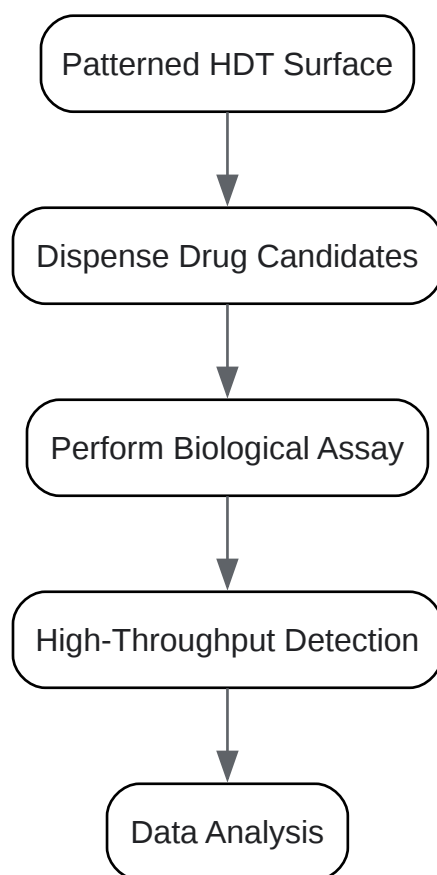 Patterned HDT Surface
Dispense Drug Candidates
Perform Biological Assay
High-Throughput Detection
Data Analysis